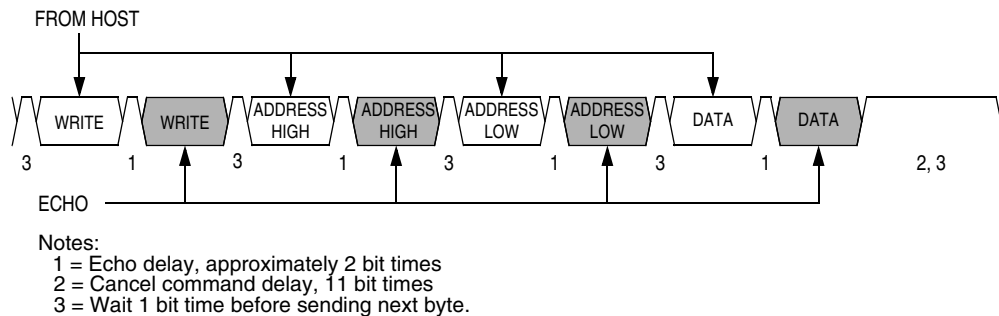 FROM HOST
WRITE WRITE ADDRESS HIGH ADDRESS HIGH ADDRESS LOW ADDRESS LOW DATA DATA
3 1 3 1 3 1 3 1 2, 3
ECHO
Notes:
1 = Echo delay, approximately 2 bit times
2 = Cancel command delay, 11 bit times
3 = Wait 1 bit time before sending next byte.